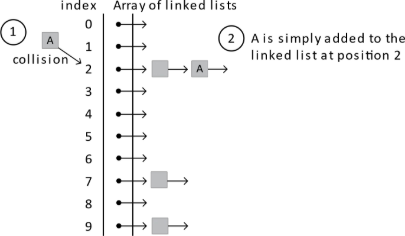 index Array of linked lists
1
A
collision
0
1
2
3
4
5
6
7
8
9
A
2 A is simply added to the
linked list at position 2